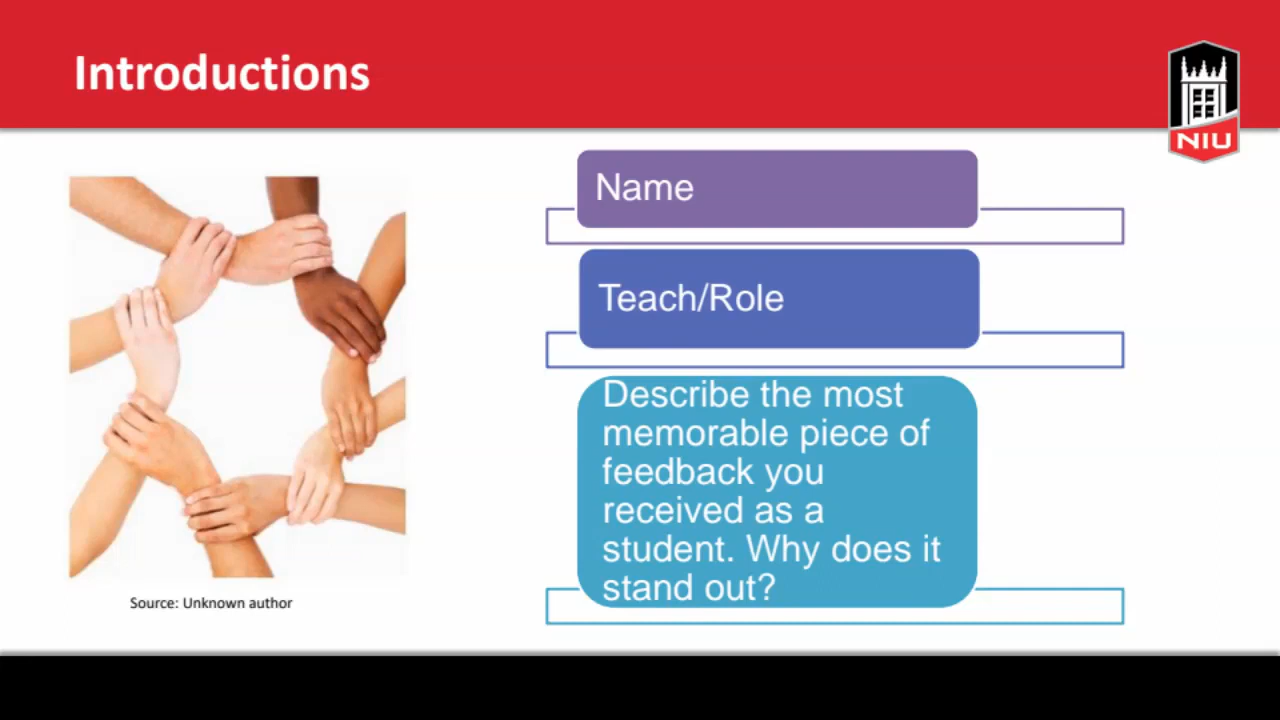 Introductions
NIU
Name
Teach/Role
Describe the most
memorable piece of
feedback you
received as a
student. Why does it
stand out?
Source: Unknown author